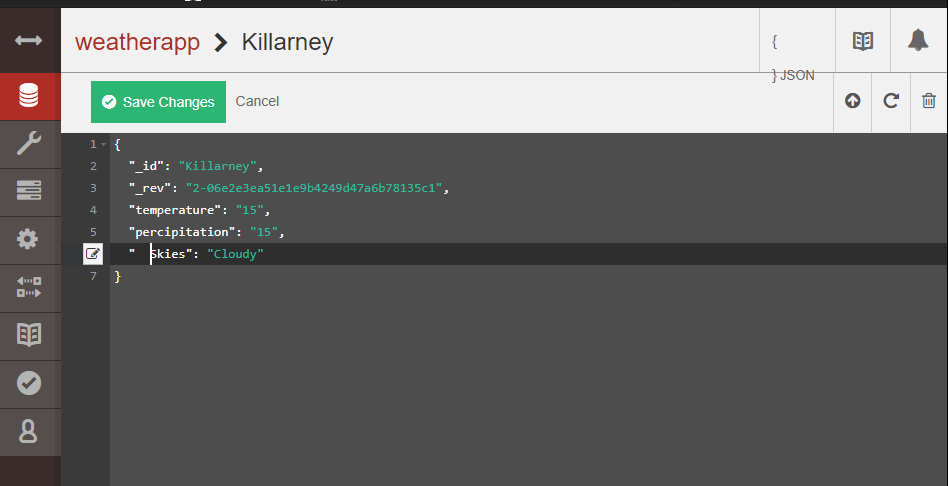 weatherapp > Killarney
{
} JSON
Save Changes Cancel
1 {
2 "_id": "Killarney",
3 "_rev": "2-06e2e3ea51e1e9b4249d47a6b78135c1",
4 "temperature": "15",
5 "percipitation": "15",
"  Skies": "Cloudy"
7 }